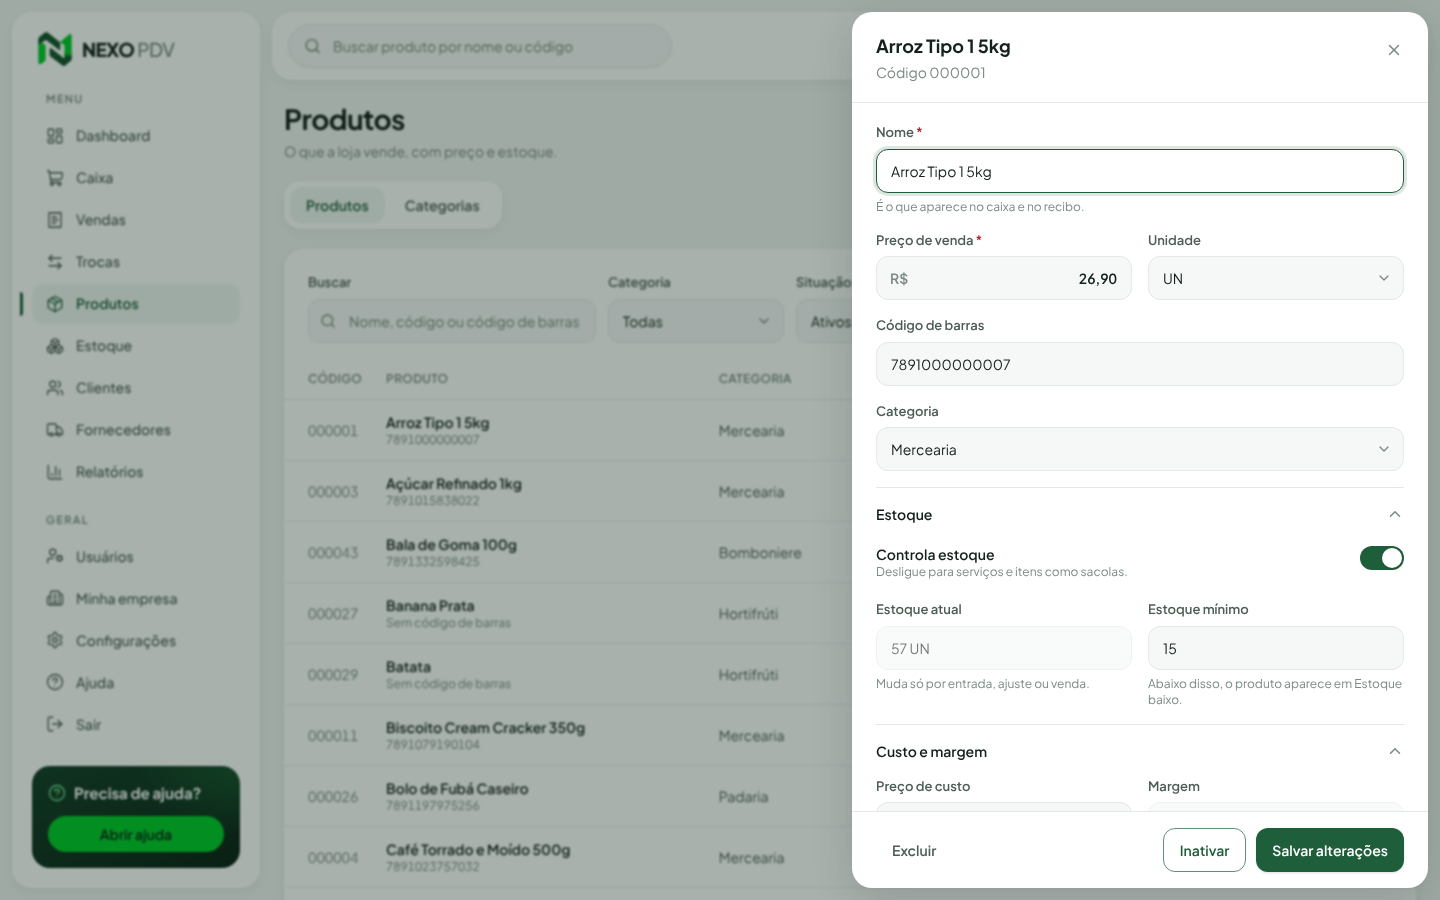 NEXO PDV
MENU
Dashboard
Caixa
Vendas
Trocas
Produtos
Estoque
Clientes
Fornecedores
Relatórios
GERAL
Usuários
Minha empresa
Configurações
Ajuda
Sair
Precisa de ajuda?
Abrir ajuda
Buscar produto por nome ou código
Produtos
O que a loja vende, com preço e estoque.
Produtos Categorias
Buscar Categoria Situação
Nome, código ou código de barras Todas Ativos
CÓDIGO PRODUTO CATEGORIA
000001 Arroz Tipo 1 5kg Mercearia
7891000000007
000003 Açúcar Refinado 1kg Mercearia
7891015838022
000043 Bala de Goma 100g Bomboniere
7891332598425
000027 Banana Prata Hortifrúti
Sem código de barras
000029 Batata Hortifrúti
Sem código de barras
000011 Biscoito Cream Cracker 350g Mercearia
7891079190104
000026 Bolo de Fubá Caseiro Padaria
7891197975256
000004 Café Torrado e Moído 500g Mercearia
7891023757032
Arroz Tipo 1 5kg
Código 000001
Nome *
Arroz Tipo 1 5kg
É o que aparece no caixa e no recibo.
Preço de venda * Unidade
R$ 26,90 UN
Código de barras
7891000000007
Categoria
Mercearia
Estoque
Controla estoque
Desligue para serviços e itens como sacolas.
Estoque atual Estoque mínimo
57 UN 15
Muda só por entrada, ajuste ou venda. Abaixo disso, o produto aparece em Estoque
baixo.
Custo e margem
Preço de custo Margem
Excluir Inativar Salvar alterações